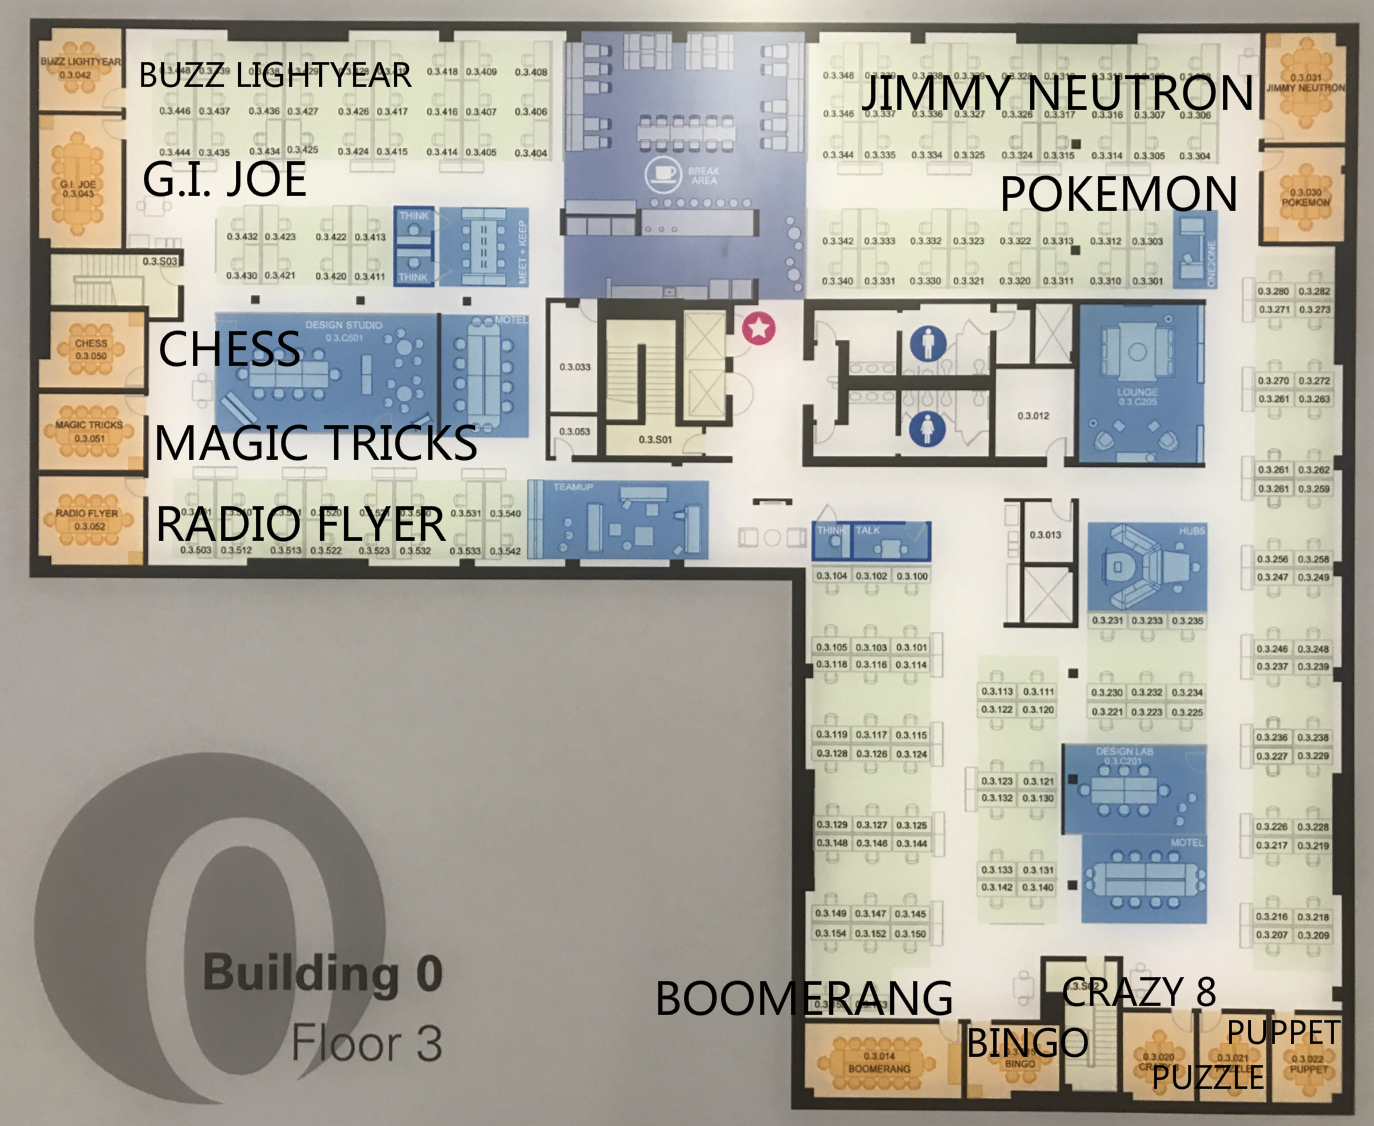 BUZZ LIGHTYEAR
0.3.042
BUZZ LIGHTYEAR
0.3.418 0.3.409 0.3.408
0.3.446 0.3.437 0.3.436 0.3.427 0.3.426 0.3.417 0.3.416 0.3.407 0.3.406
0.3.444 0.3.435 0.3.434 0.3.425 0.3.424 0.3.415 0.3.414 0.3.405 0.3.404
G.I. JOE
0.3.043
G.I. JOE
0.3.432 0.3.423 0.3.422 0.3.413
0.3.430 0.3.421 0.3.420 0.3.411
THINK
THINK
MEET + KEEP
0.3.S03
BREAK
AREA
0.3.348
JIMMY NEUTRON
0.3.346 0.3.337 0.3.336 0.3.327 0.3.326 0.3.317 0.3.316 0.3.307 0.3.306
0.3.344 0.3.335 0.3.334 0.3.325 0.3.324 0.3.315 0.3.314 0.3.305 0.3.304
0.3.031
JIMMY NEUTRON
POKEMON
0.3.030
POKEMON
0.3.342 0.3.333 0.3.332 0.3.323 0.3.322 0.3.313 0.3.312 0.3.303
0.3.340 0.3.331 0.3.330 0.3.321 0.3.320 0.3.311 0.3.310 0.3.301
ONE2ONE
CHESS
0.3.050
CHESS
DESIGN STUDIO
0.3.C501
MOTEL
0.3.033
0.3.053
0.3.S01
0.3.012
LOUNGE
0.3.C205
MAGIC TRICKS
0.3.051
MAGIC TRICKS
RADIO FLYER
0.3.052
RADIO FLYER
0.3.531 0.3.540
0.3.503 0.3.512 0.3.513 0.3.522 0.3.523 0.3.532 0.3.533 0.3.542
TEAMUP
THINK TALK
0.3.013
HUB5
0.3.280 0.3.282
0.3.271 0.3.273
0.3.270 0.3.272
0.3.261 0.3.263
0.3.261 0.3.262
0.3.261 0.3.259
0.3.256 0.3.258
0.3.247 0.3.249
0.3.246 0.3.248
0.3.237 0.3.239
0.3.236 0.3.238
0.3.227 0.3.229
0.3.226 0.3.228
0.3.217 0.3.219
0.3.216 0.3.218
0.3.207 0.3.209
0.3.104 0.3.102 0.3.100
0.3.105 0.3.103 0.3.101
0.3.118 0.3.116 0.3.114
0.3.119 0.3.117 0.3.115
0.3.128 0.3.126 0.3.124
0.3.129 0.3.127 0.3.125
0.3.148 0.3.146 0.3.144
0.3.149 0.3.147 0.3.145
0.3.154 0.3.152 0.3.150
0.3.113 0.3.111
0.3.122 0.3.120
0.3.123 0.3.121
0.3.132 0.3.130
0.3.133 0.3.131
0.3.142 0.3.140
0.3.231 0.3.233 0.3.235
0.3.230 0.3.232 0.3.234
0.3.221 0.3.223 0.3.225
DESIGN LAB
0.3.C201
MOTEL
BOOMERANG
0.3.014
BOOMERANG
BINGO
BINGO
CRAZY 8
0.3.020
PUPPET
0.3.021
PUZZLE
0.3.022
PUPPET
0
Building 0
Floor 3